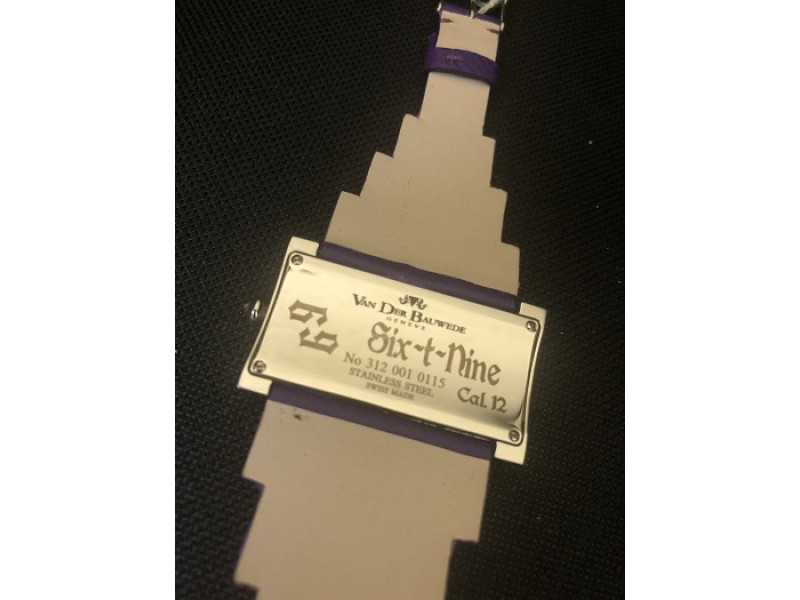 VAN DER BAUWEDE
GENEVE
69
Six-t-Nine
No 312 001 0115
STAINLESS STEEL
SWISS MADE
Cal. 12